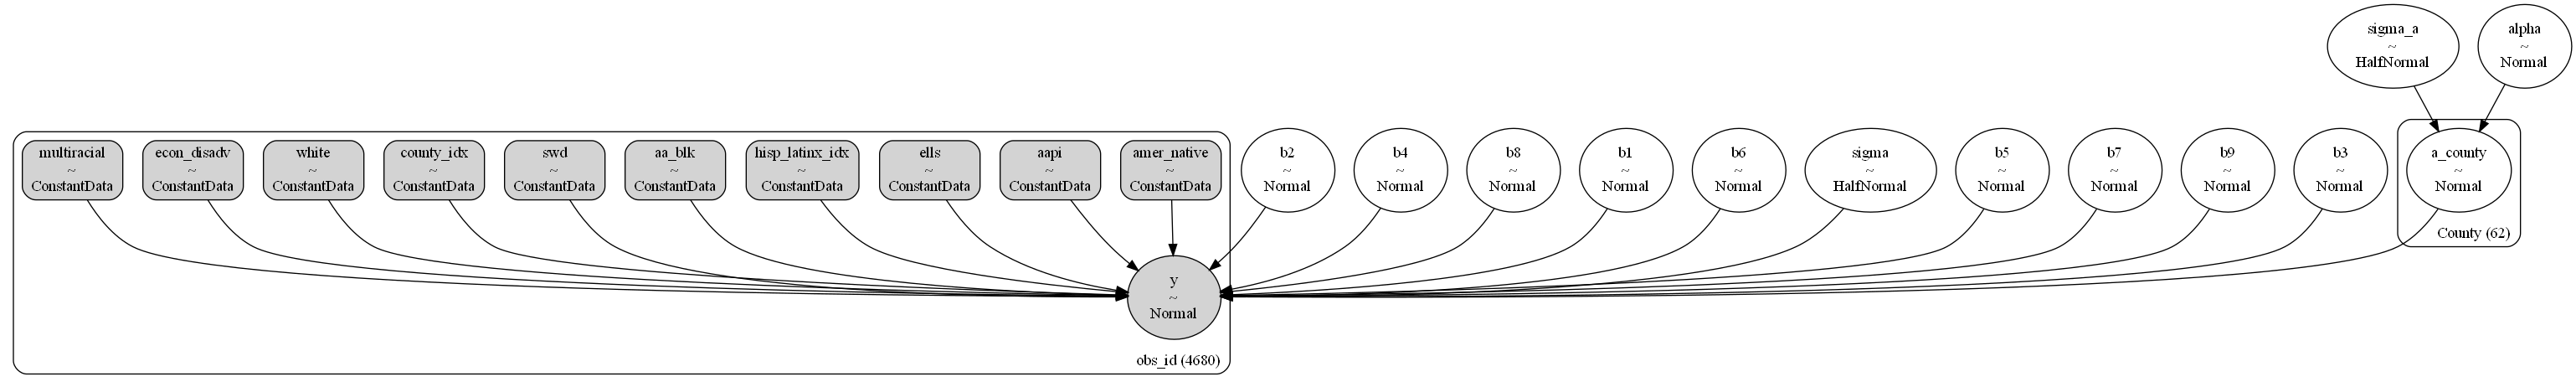 sigma_a
~
HalfNormal
alpha
~
Normal
multiracial
~
ConstantData
econ_disadv
~
ConstantData
white
~
ConstantData
county_idx
~
ConstantData
swd
~
ConstantData
aa_blk
~
ConstantData
hisp_latinx_idx
~
ConstantData
ells
~
ConstantData
aapi
~
ConstantData
amer_native
~
ConstantData
b2
~
Normal
b4
~
Normal
b8
~
Normal
b1
~
Normal
b6
~
Normal
sigma
~
HalfNormal
b5
~
Normal
b7
~
Normal
b9
~
Normal
b3
~
Normal
a_county
~
Normal
County (62)
y
~
Normal
obs_id (4680)